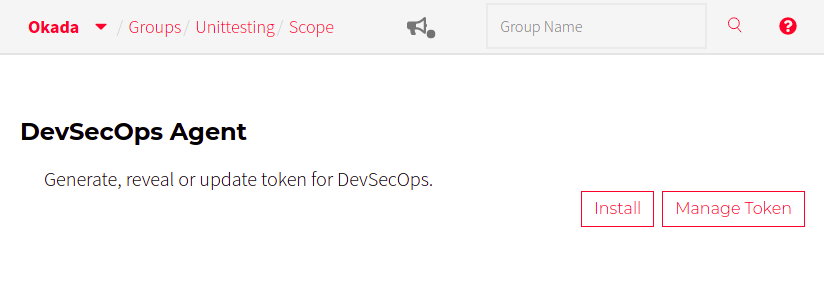 Okada / Groups / Unittesting / Scope Group Name ?
DevSecOps Agent
Generate, reveal or update token for DevSecOps.
Install Manage Token